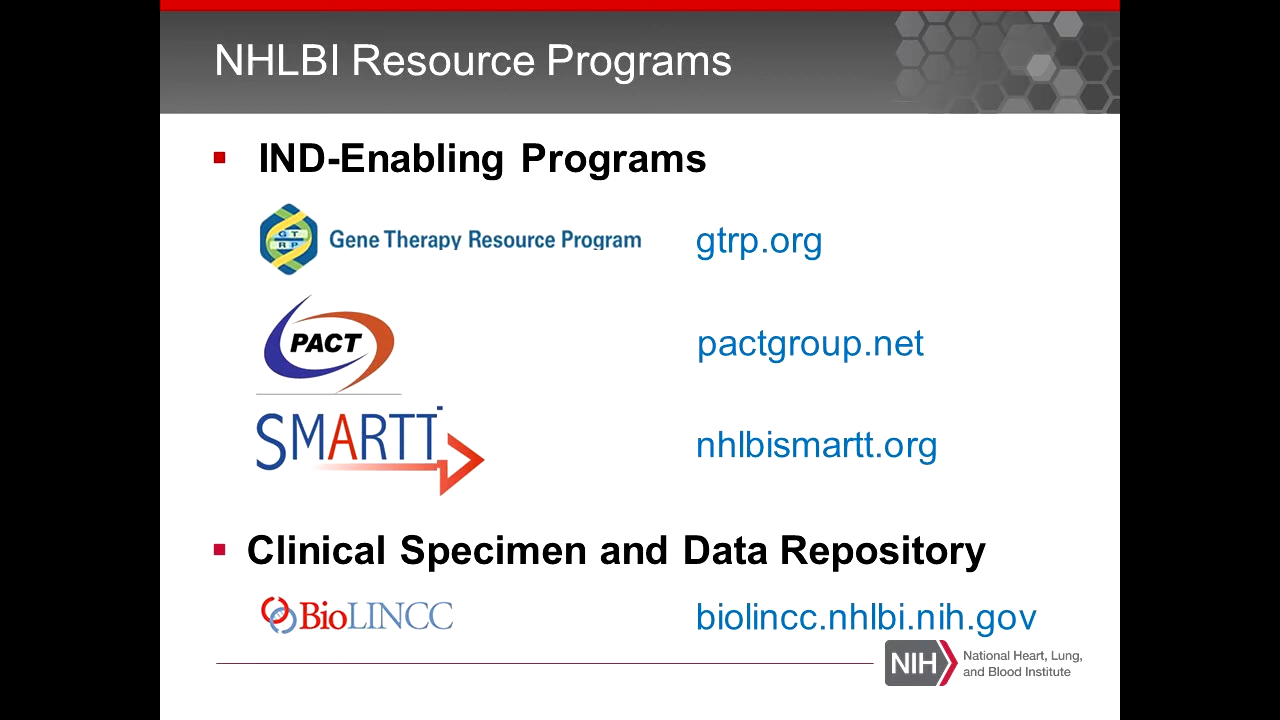 NHLBI Resource Programs
▪ IND-Enabling Programs
GT
RP
Gene Therapy Resource Program gtrp.org
PACT pactgroup.net
SMARTT nhlbismartt.org
▪ Clinical Specimen and Data Repository
BioLINCC biolincc.nhlbi.nih.gov
NIH National Heart, Lung,
and Blood Institute